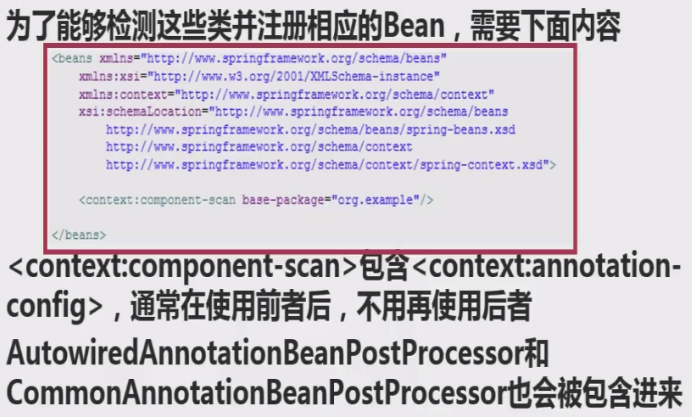 为了能够检测这些类并注册相应的Bean，需要下面内容
<beans xmlns="http://www.springframework.org/schema/beans"
xmlns:xsi="http://www.w3.org/2001/XMLSchema-instance"
xmlns:context="http://www.springframework.org/schema/context"
xsi:schemaLocation="http://www.springframework.org/schema/beans
http://www.springframework.org/schema/beans/spring-beans.xsd
http://www.springframework.org/schema/context
http://www.springframework.org/schema/context/spring-context.xsd">
<context:component-scan base-package="org.example"/>
</beans>
<context:component-scan>包含<context:annotation-
config>，通常在使用前者后，不用再使用后者
AutowiredAnnotationBeanPostProcessor和
CommonAnnotationBeanPostProcessor也会被包含进来